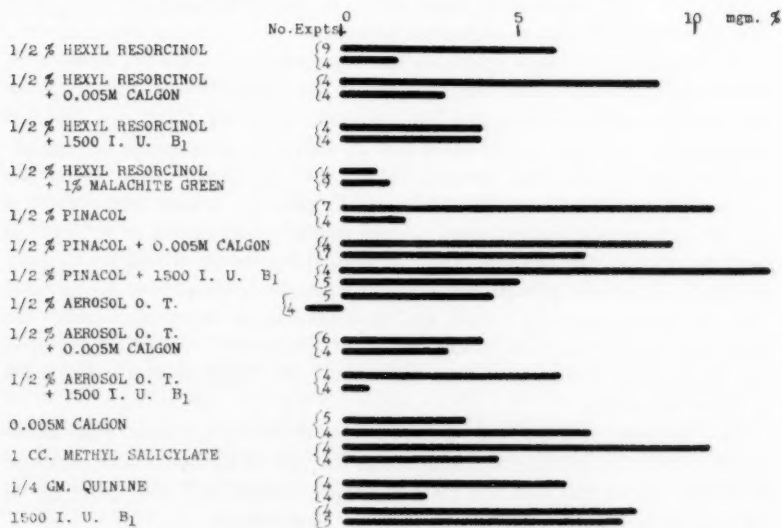 0 5 10 mgm. %
No.Expts
1/2 % HEXYL RESORCINOL 9
4
1/2 % HEXYL RESORCINOL 4
+ 0.005M CALGON 4
1/2 % HEXYL RESORCINOL 4
+ 1500 I. U. B1 4
1/2 % HEXYL RESORCINOL 4
+ 1% MALACHITE GREEN 9
1/2 % PINACOL 7
4
1/2 % PINACOL + 0.005M CALGON 4
7
1/2 % PINACOL + 1500 I. U. B1 4
5
1/2 % AEROSOL O. T. 5
4
1/2 % AEROSOL O. T. 6
+ 0.005M CALGON 4
1/2 % AEROSOL O. T. 4
+ 1500 I. U. B1 4
0.005M CALGON 5
4
1 CC. METHYL SALICYLATE 4
4
1/4 GM. QUININE 4
4
1500 I. U. B1 4
5